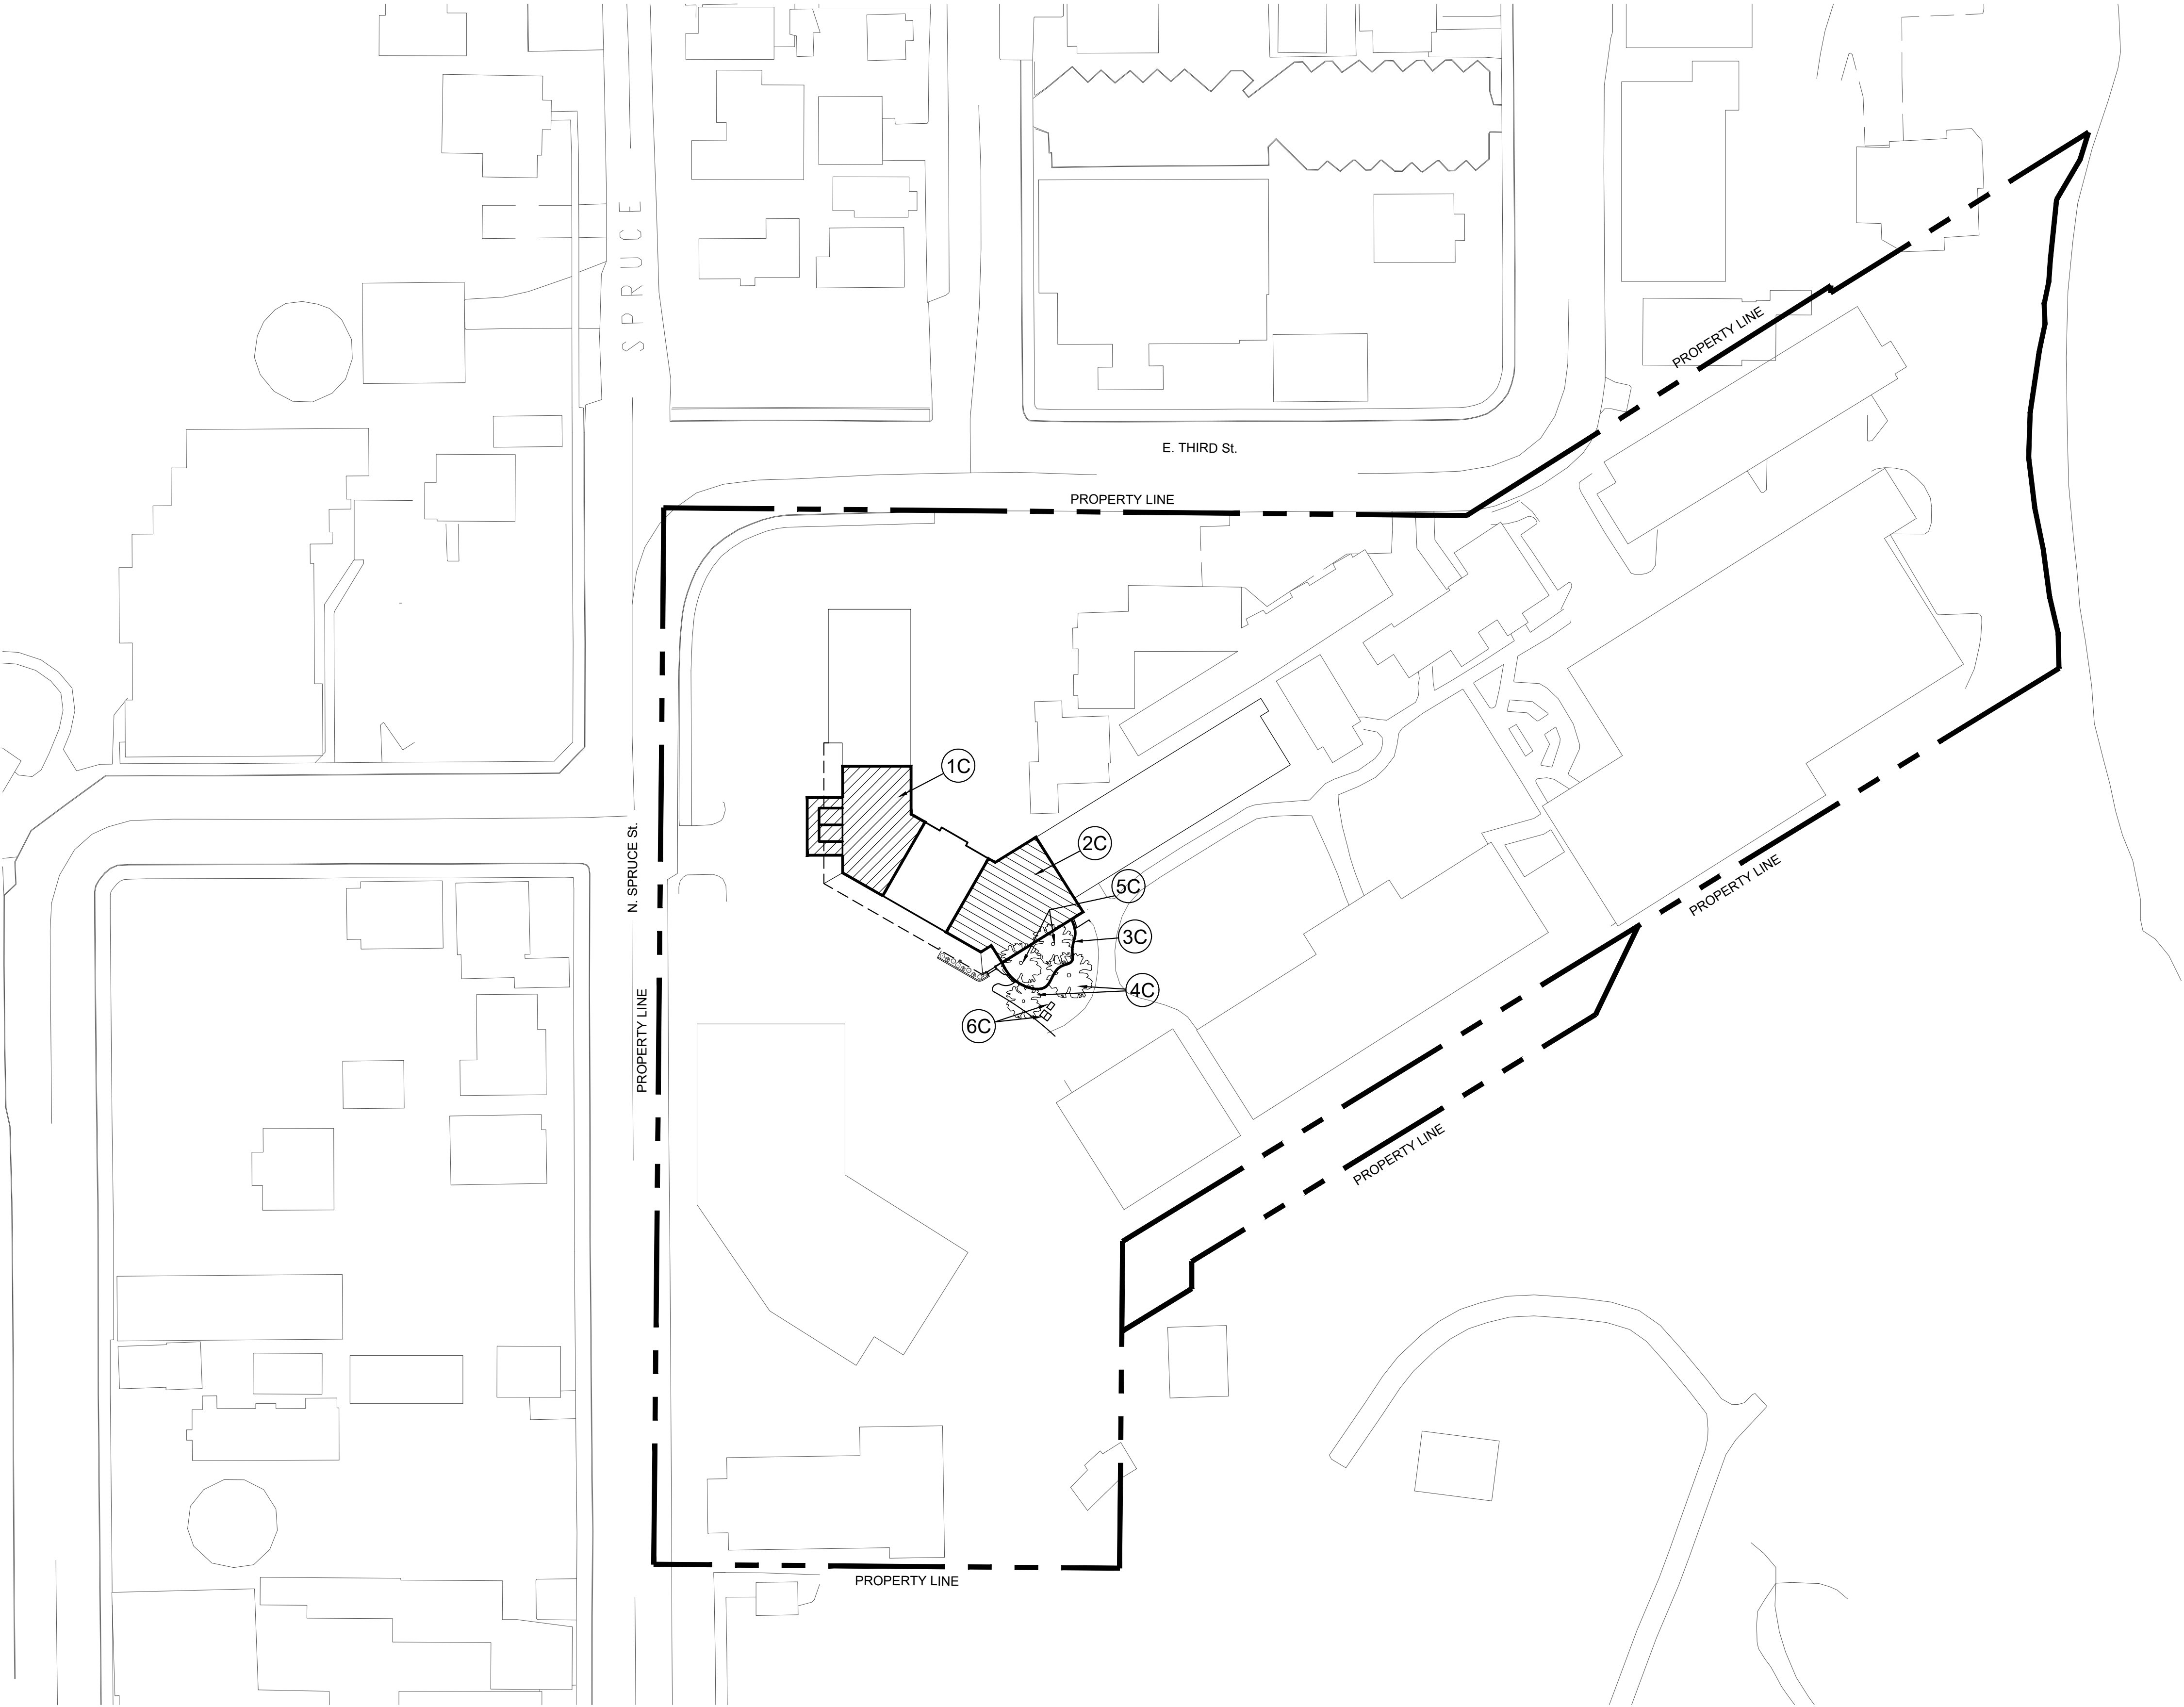 SPRUCE
E. THIRD St.
PROPERTY LINE
PROPERTY LINE
1C
2C
5C
3C
4C
6C
N. SPRUCE St.
PROPERTY LINE
PROPERTY LINE
PROPERTY LINE
PROPERTY LINE